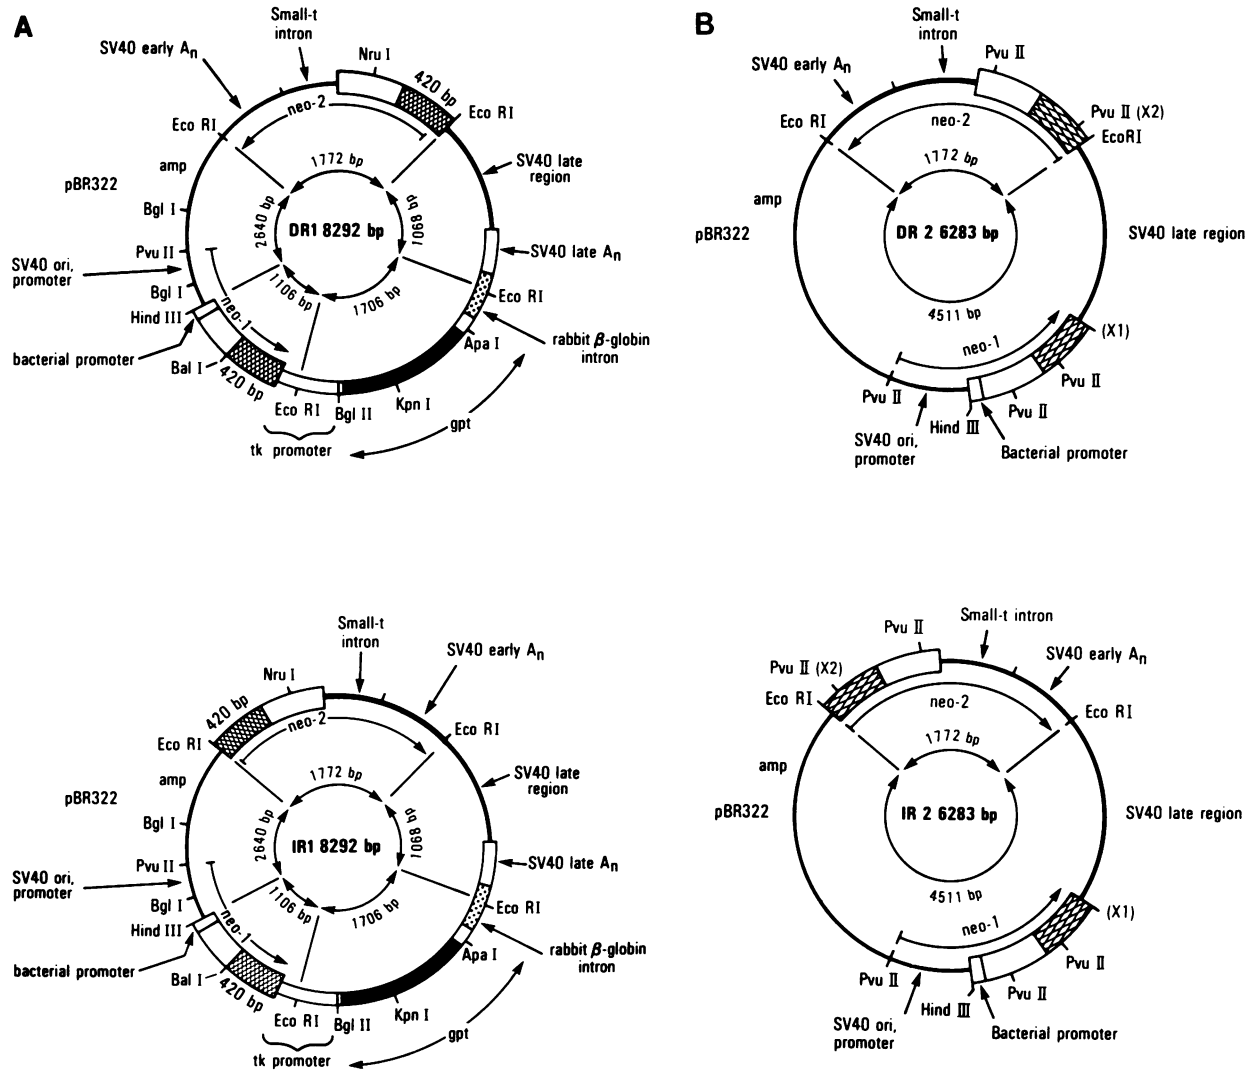 A
Small-t
intron
SV40 early An
Nru I
420 bp
Eco RI
neo-2
Eco RI
amp
pBR322
1772 bp
SV40 late
region
Bgl I
2640 bp
DR1 8292 bp
1068 bp
Pvu II
SV40 late An
SV40 ori,
promoter
Bgl I
1106 bp
1706 bp
Eco RI
Hind III
neo-1
rabbit β-globin
intron
bacterial promoter
Apa I
Bal I
420 bp
Eco RI
Bgl II
Kpn I
gpt
tk promoter
B
Small-t
intron
Pvu II
SV40 early An
Eco RI
Pvu II (X2)
EcoRI
neo-2
1772 bp
amp
pBR322
DR 2 6283 bp
SV40 late region
4511 bp
neo-1
(X1)
Pvu II
Pvu II
Pvu II
Hind III
SV40 ori,
promoter
Bacterial promoter
Small-t
intron
SV40 early An
Nru I
420 bp
Eco RI
neo-2
Eco RI
amp
pBR322
1772 bp
SV40 late
region
Bgl I
2640 bp
IR1 8292 bp
1068 bp
Pvu II
SV40 late An
SV40 ori,
promoter
Bgl I
1106 bp
1706 bp
Eco RI
Hind III
neo-1
rabbit β-globin
intron
bacterial promoter
Apa I
Bal I
420 bp
Eco RI
Bgl II
Kpn I
gpt
tk promoter
Small-t intron
Pvu II
Pvu II (X2)
SV40 early An
Eco RI
neo-2
Eco RI
1772 bp
amp
pBR322
IR 2 6283 bp
SV40 late region
4511 bp
neo-1
(X1)
Pvu II
Pvu II
Pvu II
Hind III
SV40 ori,
promoter
Bacterial promoter